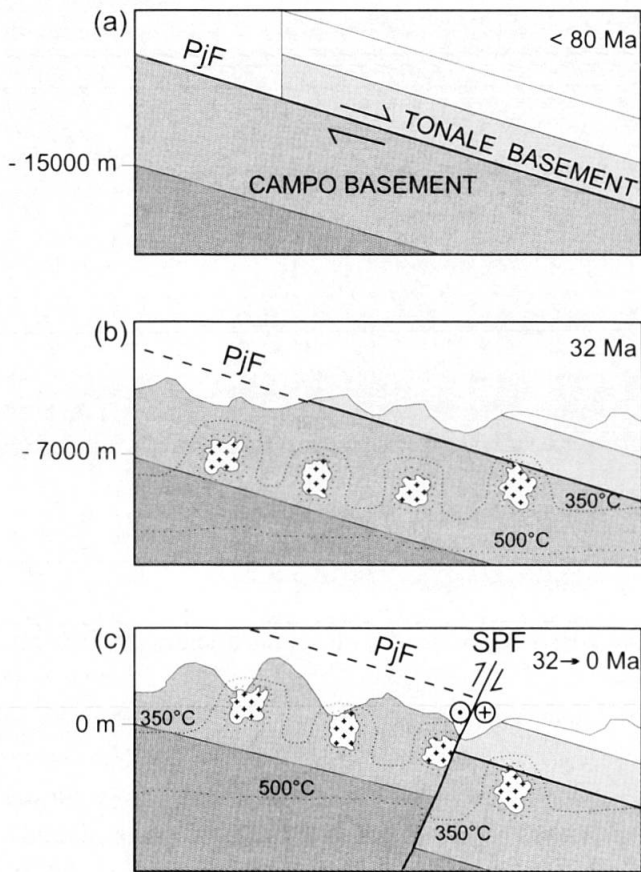 (a)
< 80 Ma
PjF
TONALE BASEMENT
- 15000 m
CAMPO BASEMENT
(b)
32 Ma
PjF
- 7000 m
350°C
500°C
(c)
SPF
32→ 0 Ma
PjF
350°C
0 m
500°C
350°C